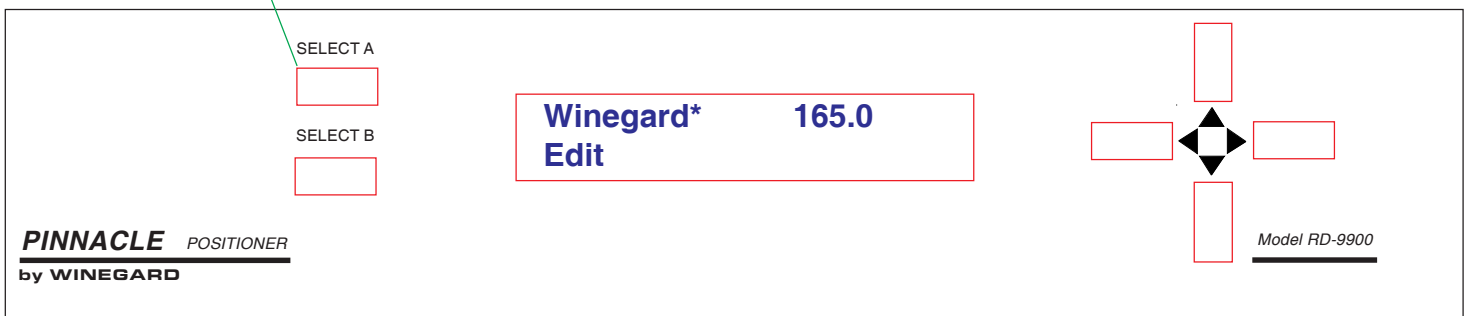 SELECT A
SELECT B
Winegard* 165.0
Edit
PINNACLE POSITIONER
by WINEGARD
Model RD-9900